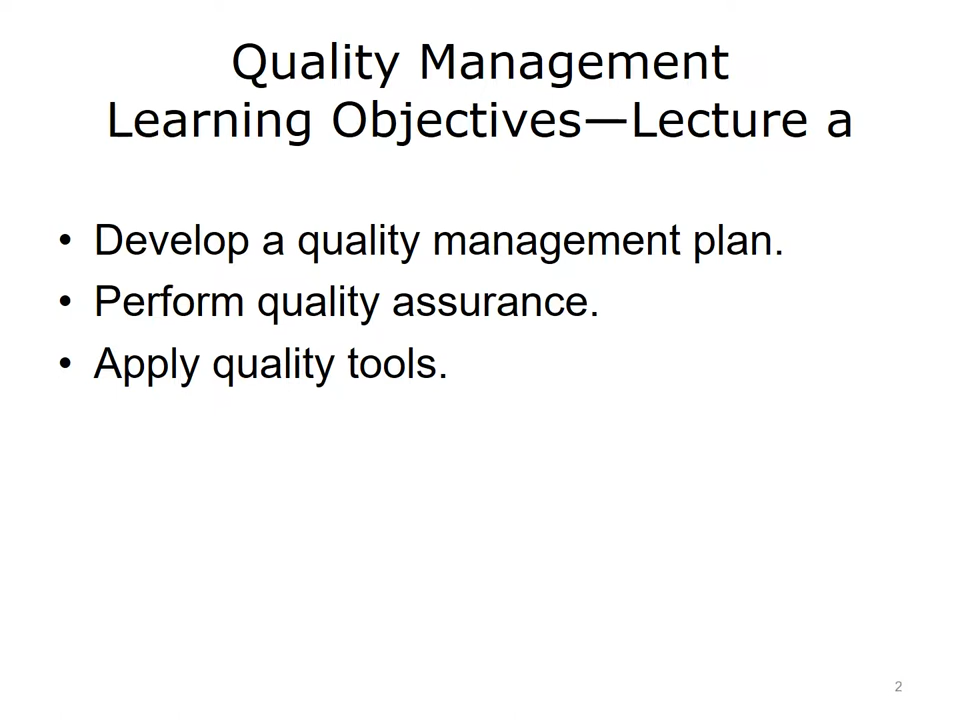 Quality Management
Learning Objectives—Lecture a
• Develop a quality management plan.
• Perform quality assurance.
• Apply quality tools.
2